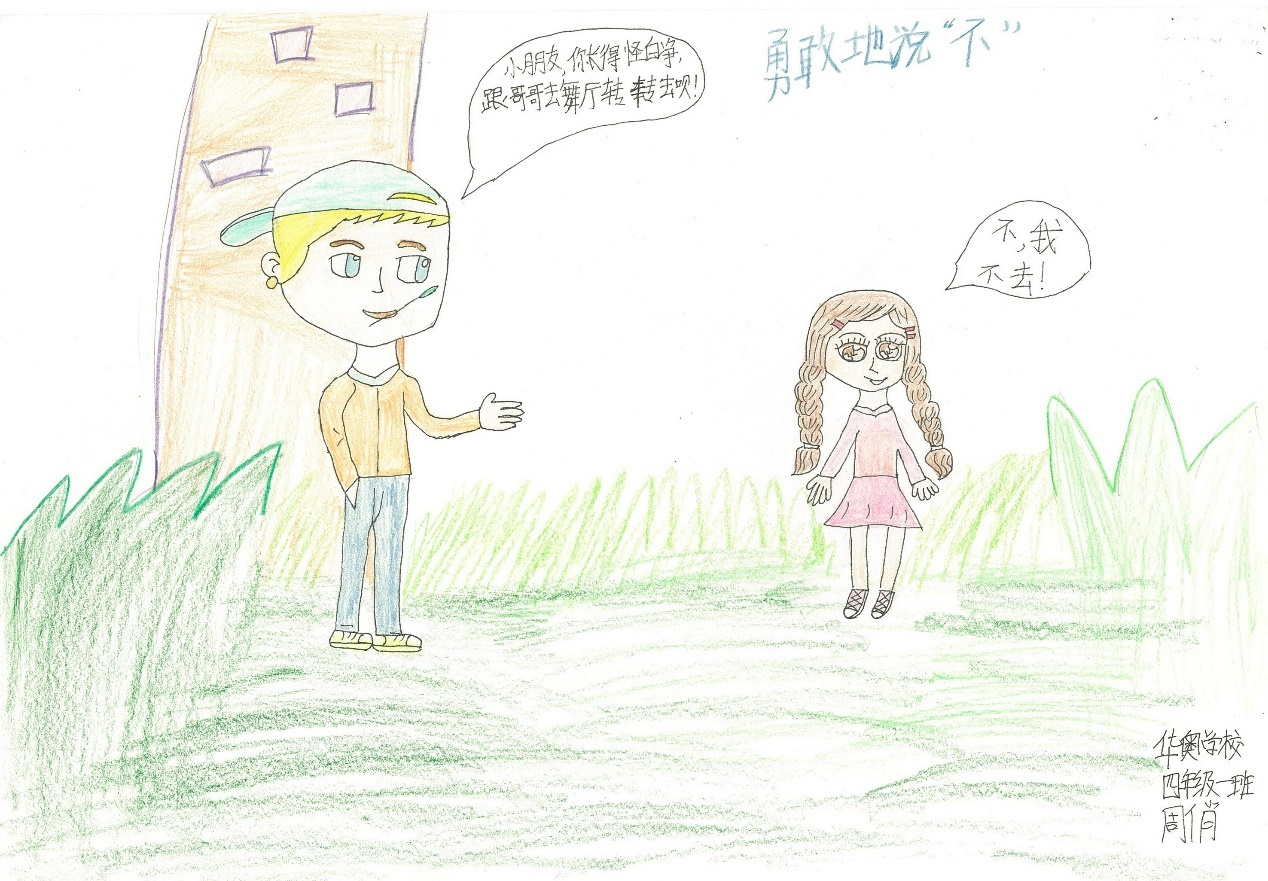 勇敢地说“不”
小朋友,你长得怪白净,
跟哥哥去舞厅转转去呗!
不,我
不去!
华奥学校
四年级一班
周俏